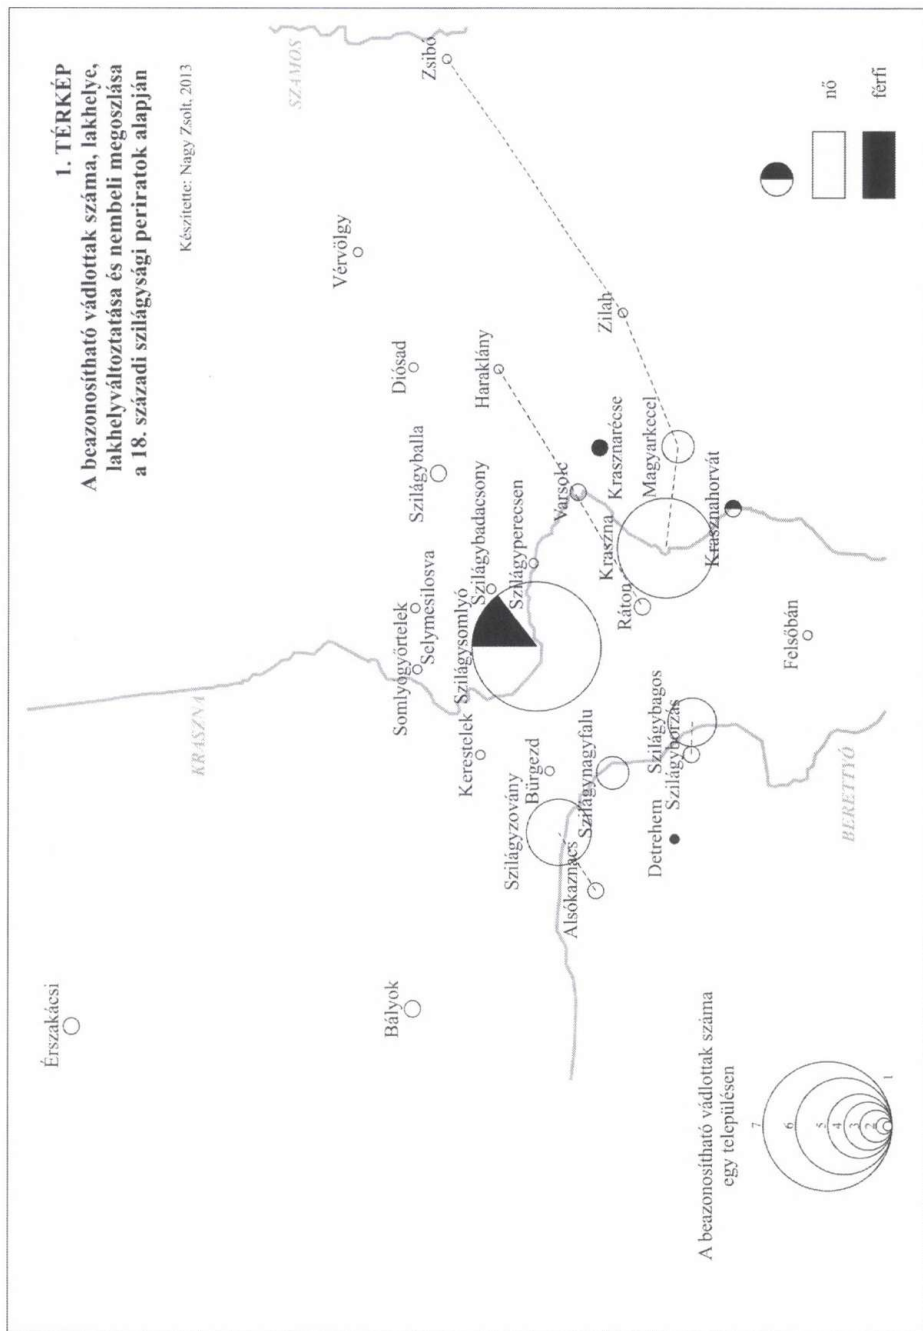 1. TÉRKÉP
A beazonosítható vádlottak száma, lakhelye,
lakhelyváltoztatása és nembeli megoszlása
a 18. századi szilágysági periratok alapján
Készítette: Nagy Zsolt, 2013
SZAMOS
Zsibó
Érszakácsi
KRASZNA
Vérvölgy
Diósad
Szilágyballa
Bályok
Somlyógyőrtelek
Selymesilosva
Szilágybadacsony
Haraklány
Szilágysomlyó
Kerestelek
Szilágyperecsen
Szilágyzovány
Bürgezd
Varsolc
Szilágynagyfalu
Alsókaznacs
Zilah
Kraszna
Krasznarécse
Ráton
Magyarkecel
Szilágybagos
Szilágyborzás
Detrehem
Krasznahorvát
Felsőbán
BERETTYÓ
A beazonosítható vádlottak száma
egy településen
7
6
5
4
3
2
1
nő
férfi